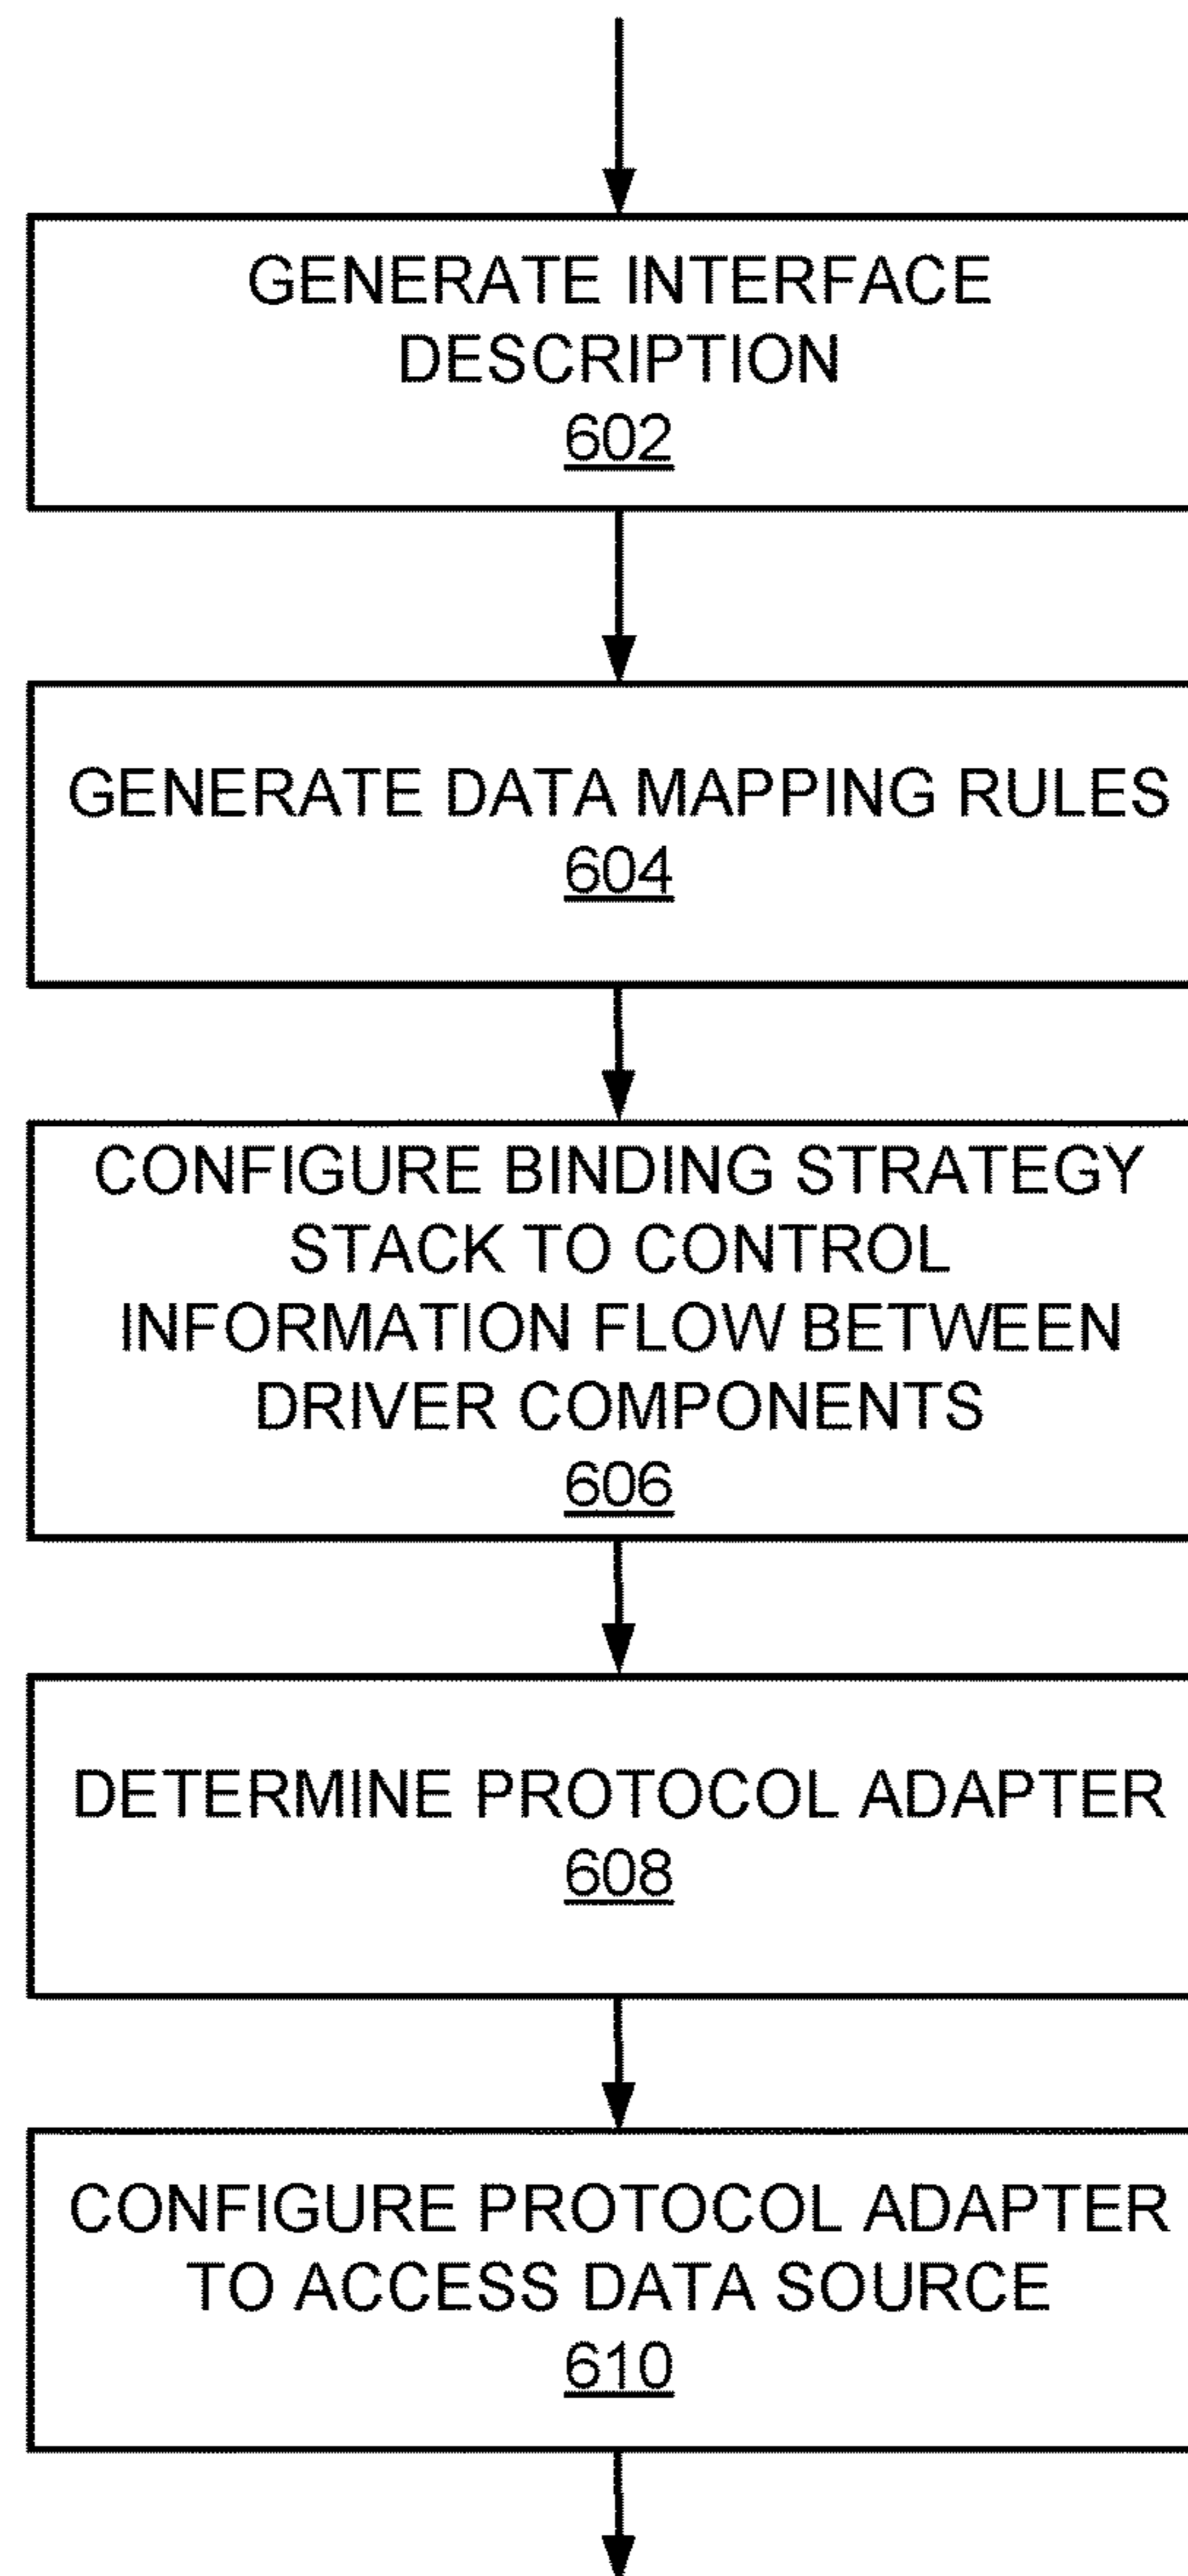 GENERATE INTERFACE
DESCRIPTION
602
GENERATE DATA MAPPING RULES
604
CONFIGURE BINDING STRATEGY
STACK TO CONTROL
INFORMATION FLOW BETWEEN
DRIVER COMPONENTS
606
DETERMINE PROTOCOL ADAPTER
608
CONFIGURE PROTOCOL ADAPTER
TO ACCESS DATA SOURCE
610